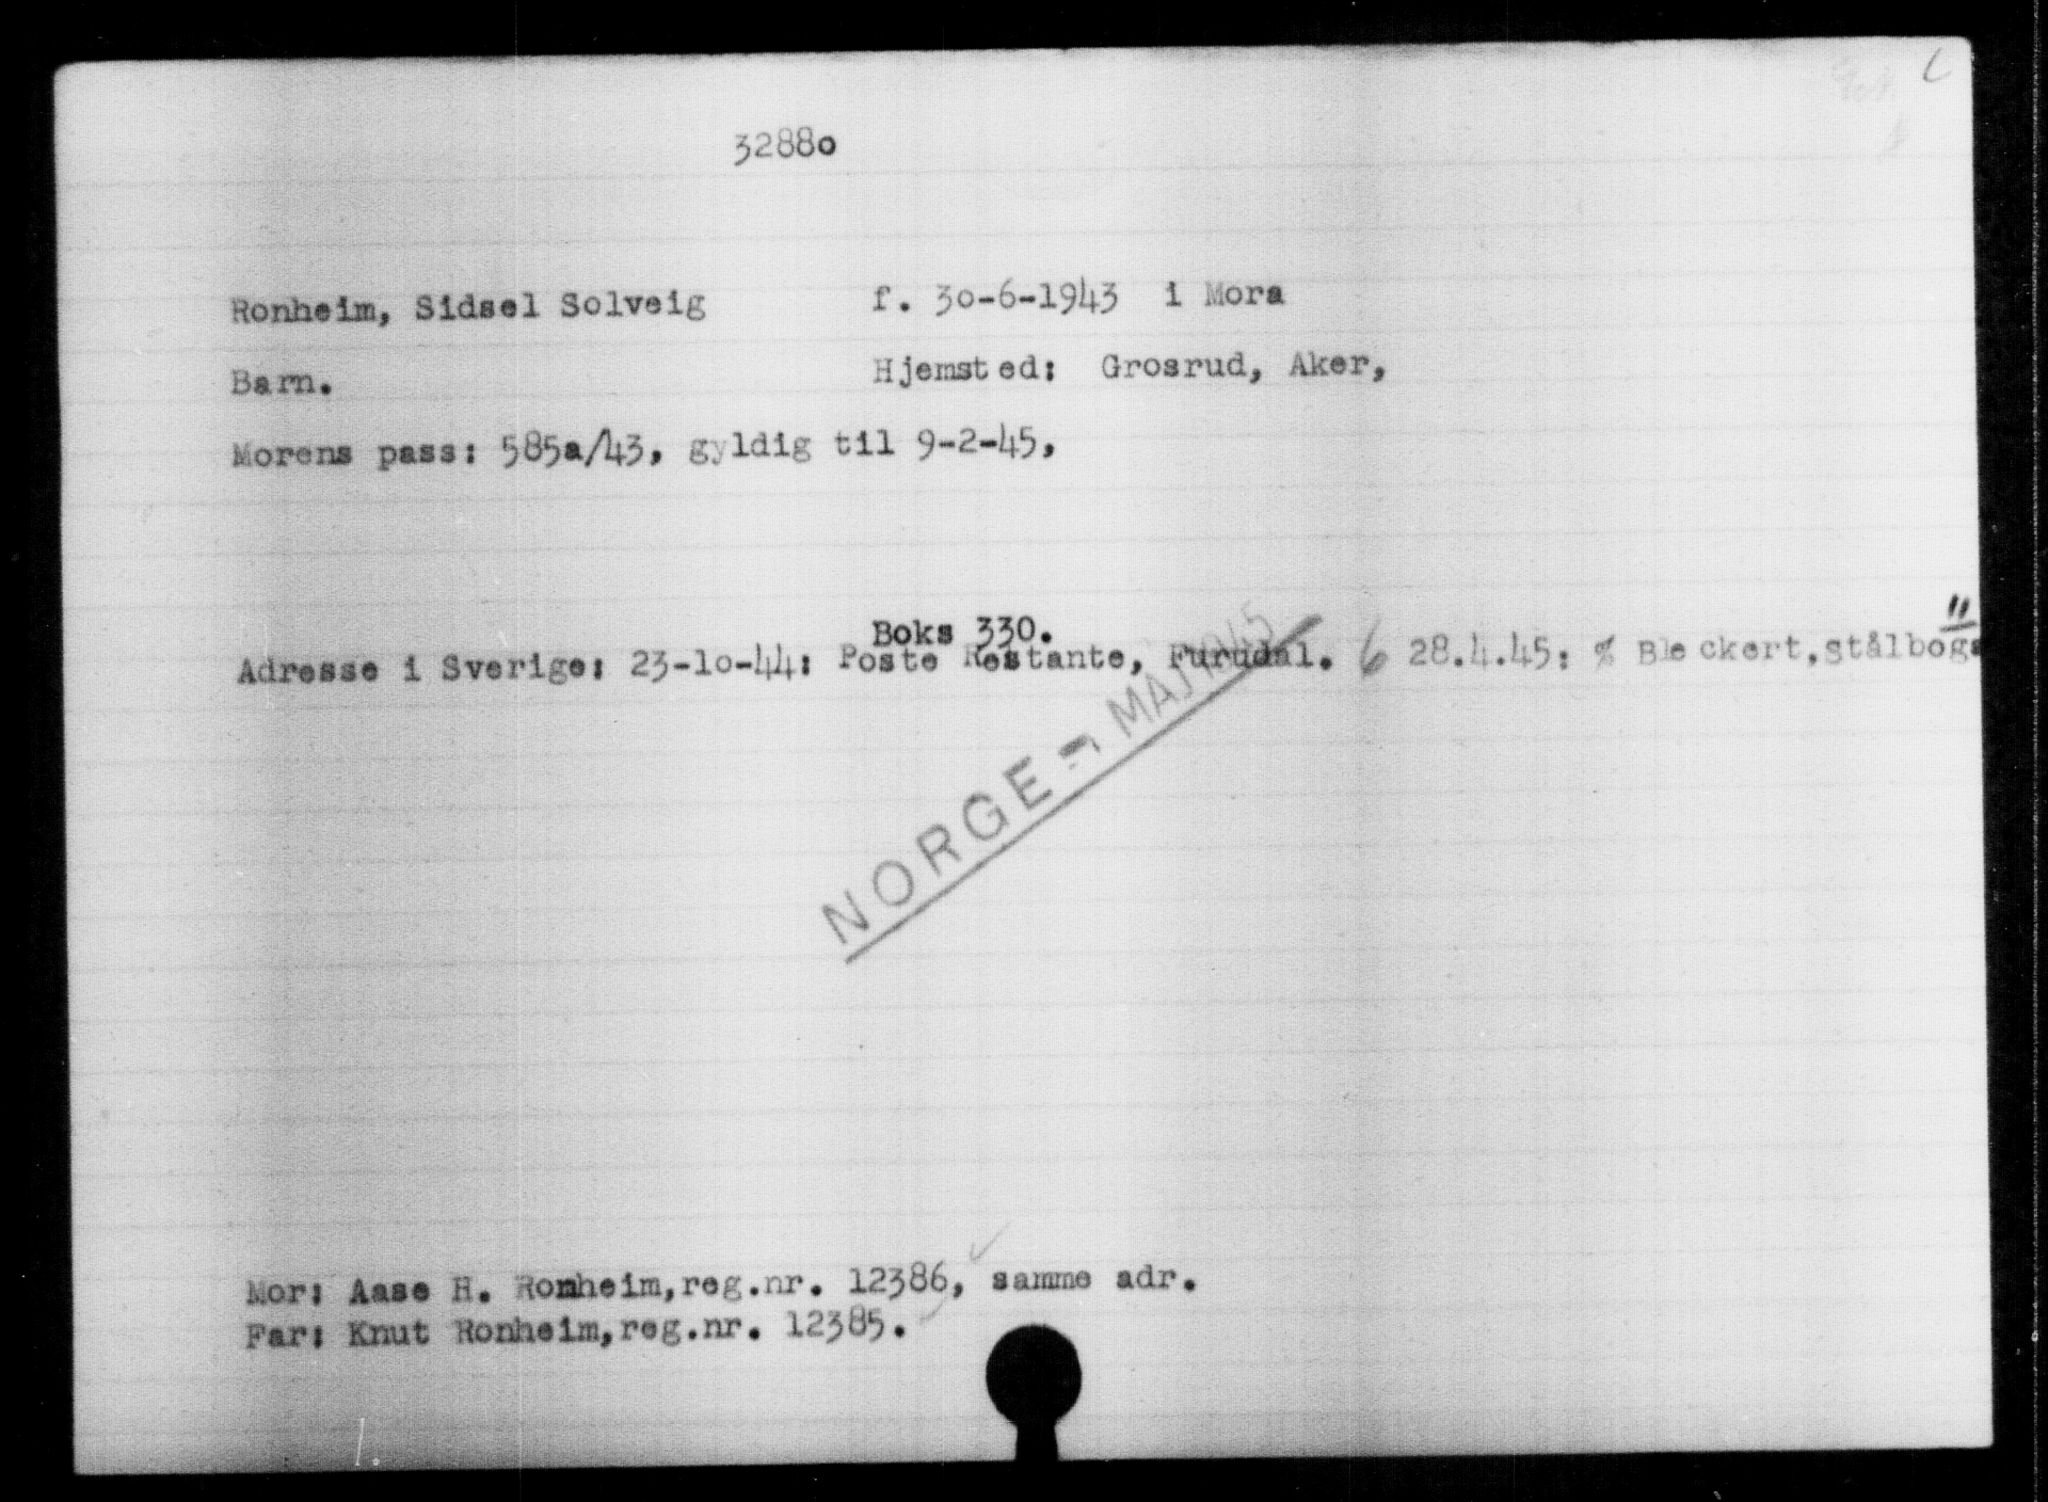 32880
Ronheim, Sidsel Solveig f. 30-6-1943 i Mora
Barn. Hjemsted: Grosrud, Aker,
Morens pass: 585a/43, gyldig til 9-2-45,
Boks 330.
Adresse i Sverige: 23-10-44: Poste Restante, Furudal. 28.4.45: % Bleckert, Stålbogs
NORGE - MAJ 1945
Mor: Aase H. Ronheim, reg.nr. 12386, samme adr.
Far: Knut Ronheim, reg.nr. 12385.